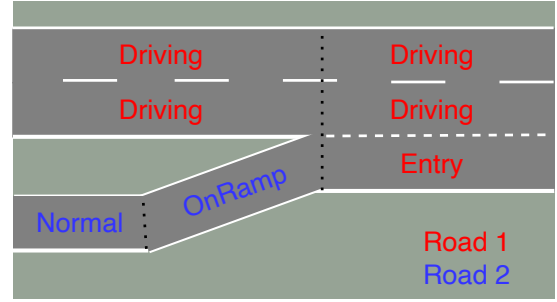 Driving Driving
Driving Driving
Entry
OnRamp
Normal
Road 1
Road 2